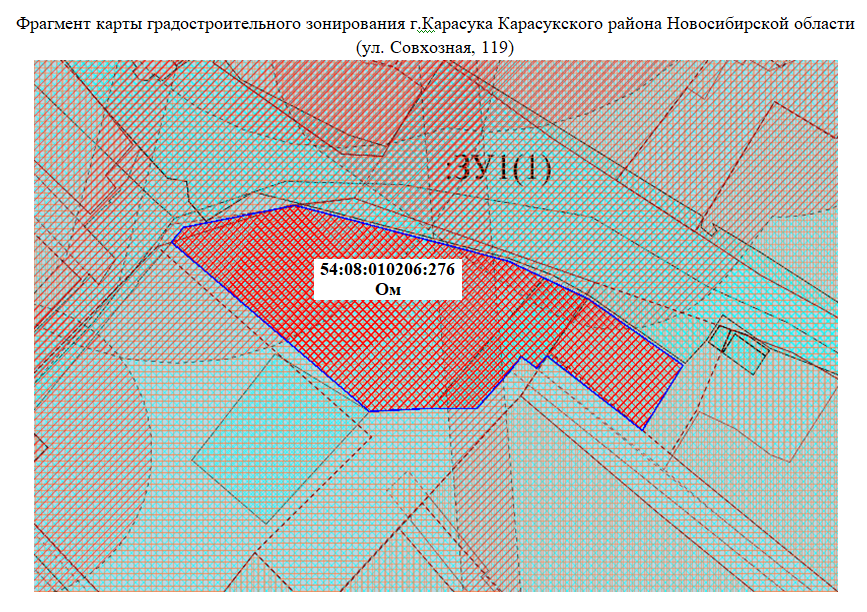 Фрагмент карты градостроительного зонирования г.Карасука Карасукского района Новосибирской области
(ул. Совхозная, 119)
:ЗУ1(1)
54:08:010206:276
Ом